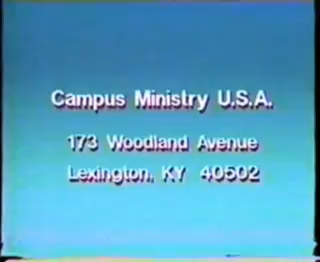 Campus Ministry U.S.A.
173 Woodland Avenue
Lexington, KY 40502